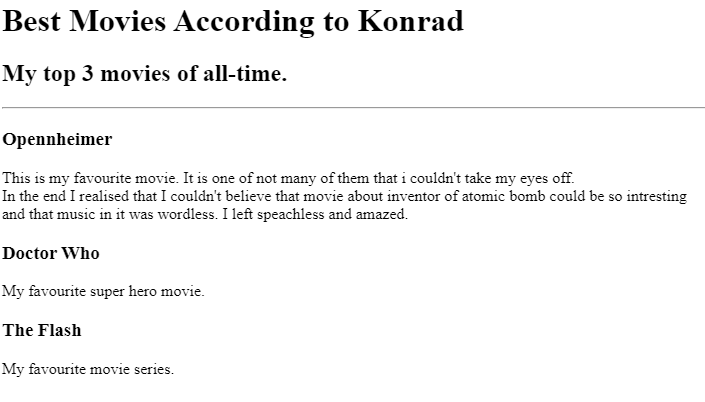 Best Movies According to Konrad
My top 3 movies of all-time.
Opennheimer
This is my favourite movie. It is one of not many of them that i couldn't take my eyes off.
In the end I realised that I couldn't believe that movie about inventor of atomic bomb could be so intresting
and that music in it was wordless. I left speachless and amazed.
Doctor Who
My favourite super hero movie.
The Flash
My favourite movie series.